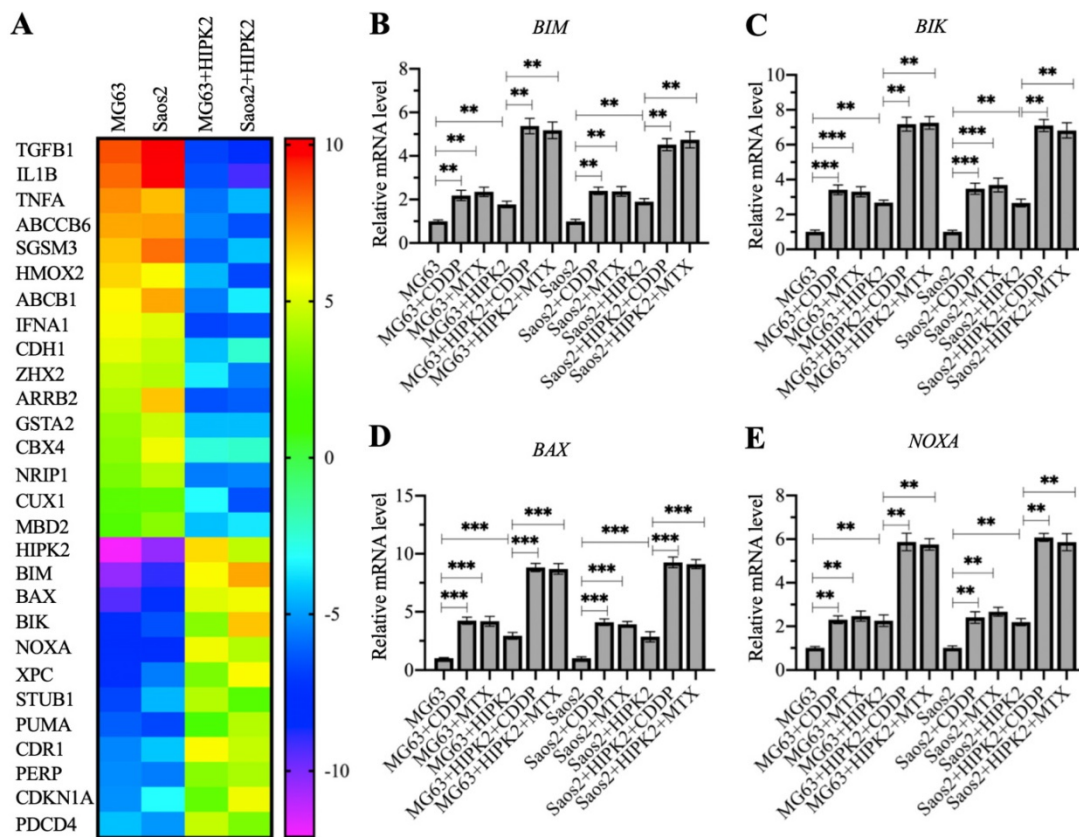 A
MG63
Saos2
MG63+HIPK2
Saoa2+HIPK2
TGFB1
IL1B
TNFA
ABCCB6
SGSM3
HMOX2
ABCB1
IFNA1
CDH1
ZHX2
ARRB2
GSTA2
CBX4
NRIP1
CUX1
MBD2
HIPK2
BIM
BAX
BIK
NOXA
XPC
STUB1
PUMA
CDR1
PERP
CDKN1A
PDCD4
10
5
0
-5
-10
B
BIM
Relative mRNA level
8
6
4
2
0
**
**
**
**
**
**
**
**
**
**
MG63
MG63+CDDP
MG63+MTX
MG63+HIPK2
MG63+HIPK2+CDDP
MG63+HIPK2+MTX
Saos2
Saos2+CDDP
Saos2+MTX
Saos2+HIPK2
Saos2+HIPK2+CDDP
Saos2+HIPK2+MTX
C
BIK
Relative mRNA level
10
8
6
4
2
0
***
***
**
**
**
***
***
**
**
**
MG63
MG63+CDDP
MG63+MTX
MG63+HIPK2
MG63+HIPK2+CDDP
MG63+HIPK2+MTX
Saos2
Saos2+CDDP
Saos2+MTX
Saos2+HIPK2
Saos2+HIPK2+CDDP
Saos2+HIPK2+MTX
D
BAX
Relative mRNA level
15
10
5
0
***
***
***
***
***
***
***
***
***
***
MG63
MG63+CDDP
MG63+MTX
MG63+HIPK2
MG63+HIPK2+CDDP
MG63+HIPK2+MTX
Saos2
Saos2+CDDP
Saos2+MTX
Saos2+HIPK2
Saos2+HIPK2+CDDP
Saos2+HIPK2+MTX
E
NOXA
Relative mRNA level
8
6
4
2
0
**
**
**
**
**
**
**
**
**
**
MG63
MG63+CDDP
MG63+MTX
MG63+HIPK2
MG63+HIPK2+CDDP
MG63+HIPK2+MTX
Saos2
Saos2+CDDP
Saos2+MTX
Saos2+HIPK2
Saos2+HIPK2+CDDP
Saos2+HIPK2+MTX